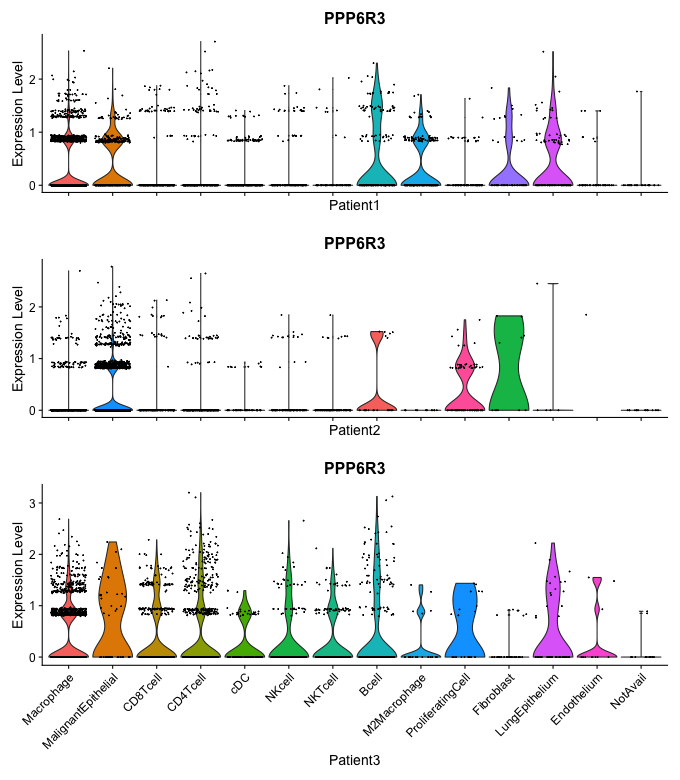 PPP6R3
Expression Level
2
1
0
Patient1
PPP6R3
Expression Level
2
1
0
Patient2
PPP6R3
Expression Level
3
2
1
0
Macrophage
MalignantEpithelial
CD8Tcell
CD4Tcell
cDC
NKcell
NKTcell
Bcell
M2Macrophage
ProliferatingCell
Fibroblast
LungEpithelium
Endothelium
NotAvail
Patient3